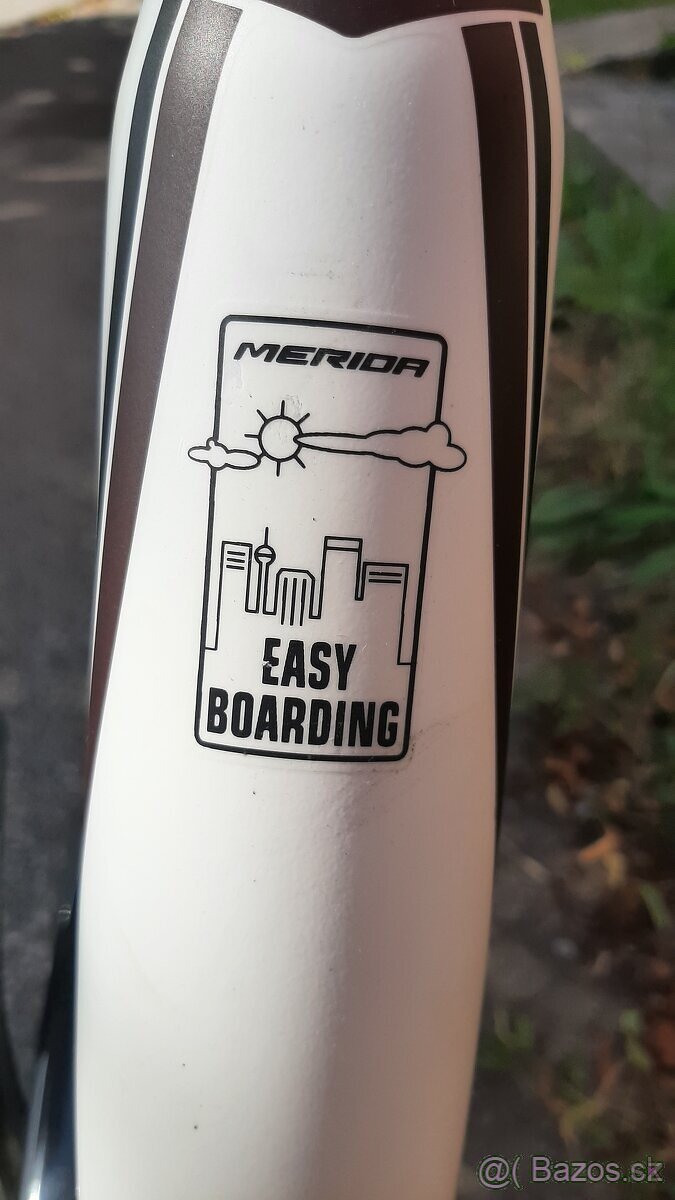 MERIDA
EASY
BOARDING
@( Bazos.sk